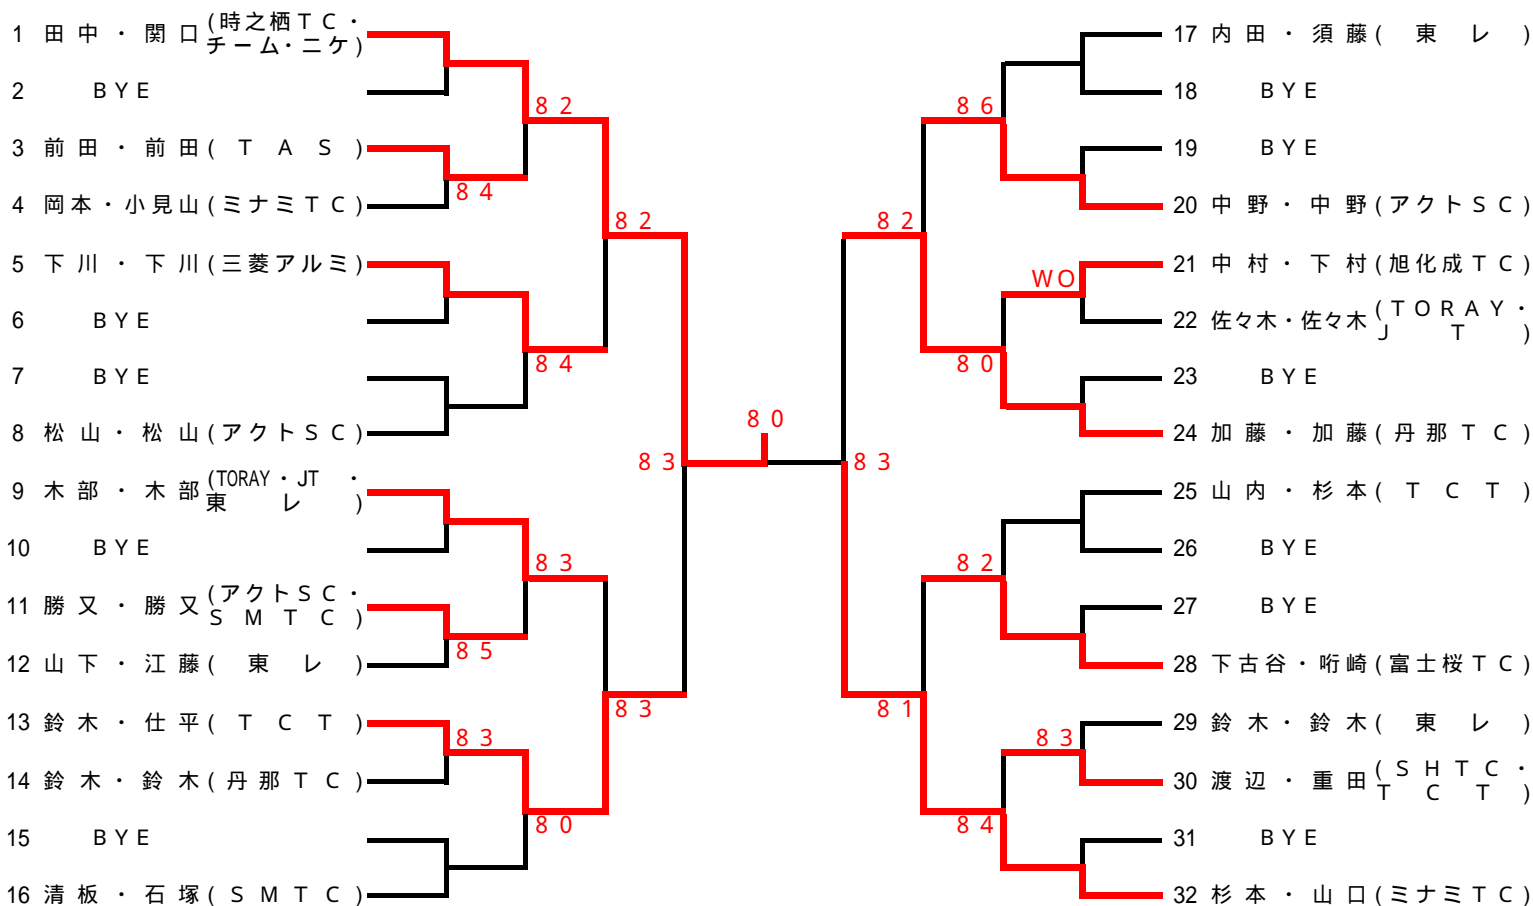 1 田中・関口(時之栖TC・
チーム・ニケ)
2 BYE
3 前田・前田(TAS)
4 岡本・小見山(ミナミTC)
5 下川・下川(三菱アルミ)
6 BYE
7 BYE
8 松山・松山(アクトSC)
9 木部・木部(TORAY・JT・
東レ)
10 BYE
11 勝又・勝又(アクトSC・
SMTC)
12 山下・江藤(東レ)
13 鈴木・仕平(TCT)
14 鈴木・鈴木(丹那TC)
15 BYE
16 清板・石塚(SMTC)
84
85
83
82
84
83
80
82
83
83
80
83
82
81
86
80
82
84
WO
83
17 内田・須藤(東レ)
18 BYE
19 BYE
20 中野・中野(アクトSC)
21 中村・下村(旭化成TC)
22 佐々木・佐々木(TORAY・
JT)
23 BYE
24 加藤・加藤(丹那TC)
25 山内・杉本(TCT)
26 BYE
27 BYE
28 下古谷・哘崎(富士桜TC)
29 鈴木・鈴木(東レ)
30 渡辺・重田(SHTC・
TCT)
31 BYE
32 杉本・山口(ミナミTC)